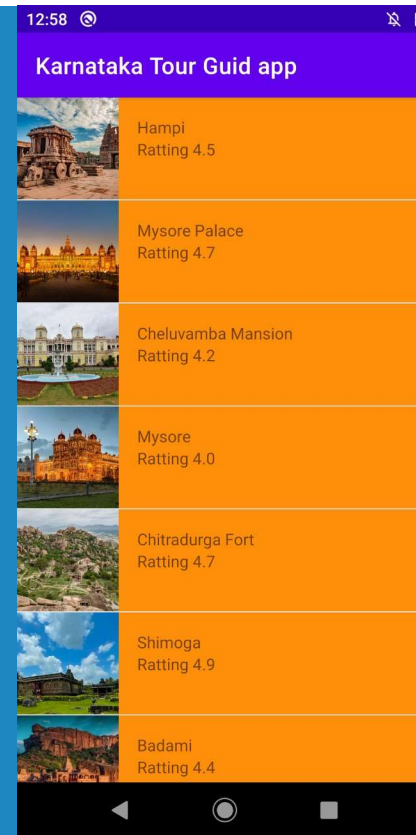 12:58
Karnataka Tour Guid app
Hampi
Ratting 4.5
Mysore Palace
Ratting 4.7
Cheluvamba Mansion
Ratting 4.2
Mysore
Ratting 4.0
Chitradurga Fort
Ratting 4.7
Shimoga
Ratting 4.9
Badami
Ratting 4.4